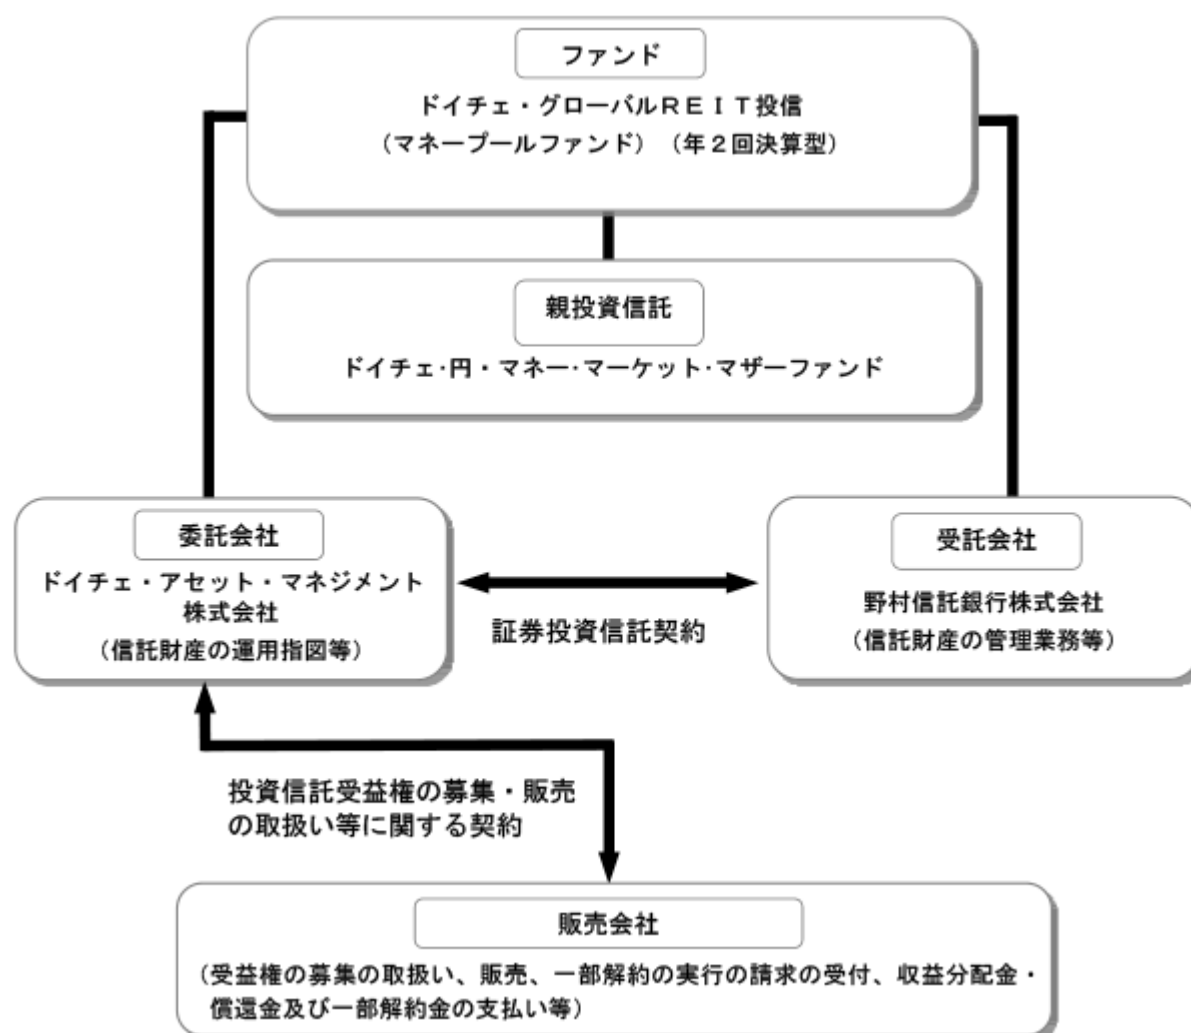 ファンド
ドイチェ・グローバルＲＥＩＴ投信
（マネープールファンド）（年２回決算型）
親投資信託
ドイチェ・円・マネー・マーケット・マザーファンド
委託会社
ドイチェ・アセット・マネジメント
株式会社
（信託財産の運用指図等）
証券投資信託契約
受託会社
野村信託銀行株式会社
（信託財産の管理業務等）
投資信託受益権の募集・販売
の取扱い等に関する契約
販売会社
（受益権の募集の取扱い、販売、一部解約の実行の請求の受付、収益分配金・
償還金及び一部解約金の支払い等）